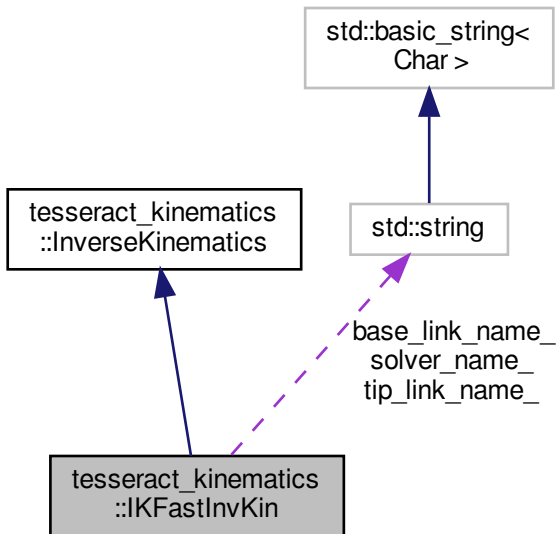 std::basic_string<
Char >
tesseract_kinematics
::InverseKinematics
std::string
base_link_name_
solver_name_
tip_link_name_
tesseract_kinematics
::IKFastInvKin